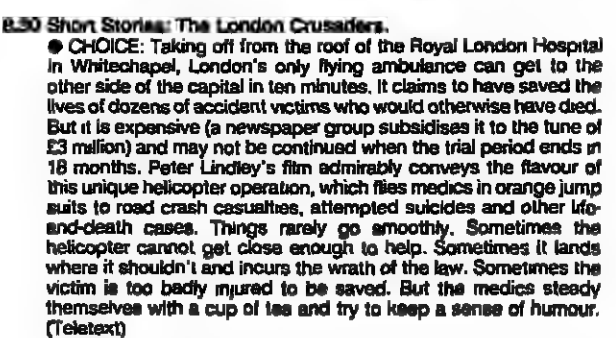 8.30 Short Stories: The London Crusaders.
● CHOICE: Taking off from the roof of the Royal London Hospital
in Whitechapel, London's only flying ambulance can get to the
other side of the capital in ten minutes. It claims to have saved the
lives of dozens of accident victims who would otherwise have died.
But it is expensive (a newspaper group subsidises it to the tune of
£3 million) and may not be continued when the trial period ends in
18 months. Peter Lindley's film admirably conveys the flavour of
this unique helicopter operation, which flies medics in orange jump
suits to road crash casualties, attempted suicides and other life-
and-death cases. Things rarely go smoothly. Sometimes the
helicopter cannot get close enough to help. Sometimes it lands
where it shouldn't and incurs the wrath of the law. Sometimes the
victim is too badly injured to be saved. But the medics steady
themselves with a cup of tea and try to keep a sense of humour.
(Teletext)